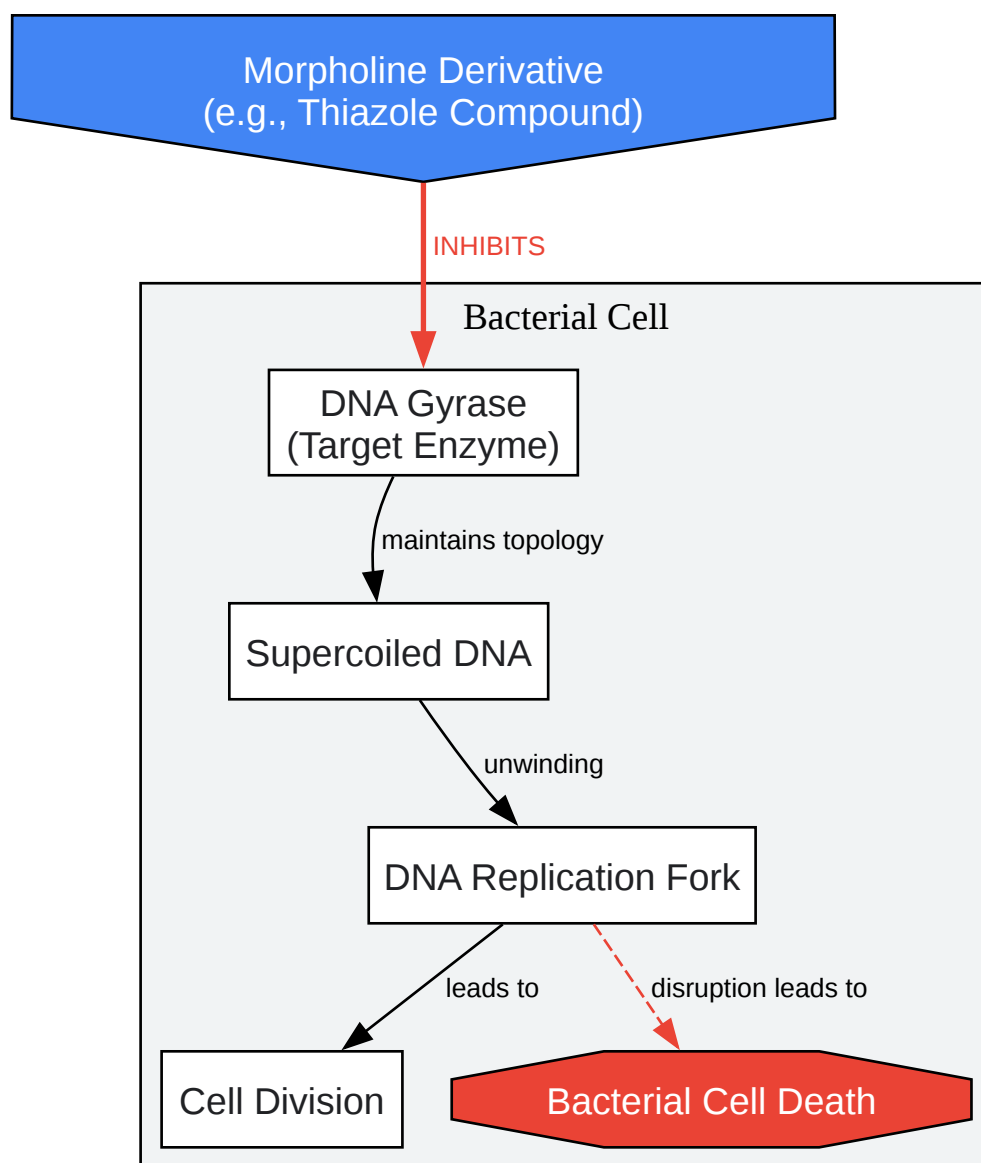 Morpholine Derivative
(e.g., Thiazole Compound)
INHIBITS
Bacterial Cell
DNA Gyrase
(Target Enzyme)
maintains topology
Supercoiled DNA
unwinding
DNA Replication Fork
leads to
disruption leads to
Cell Division
Bacterial Cell Death